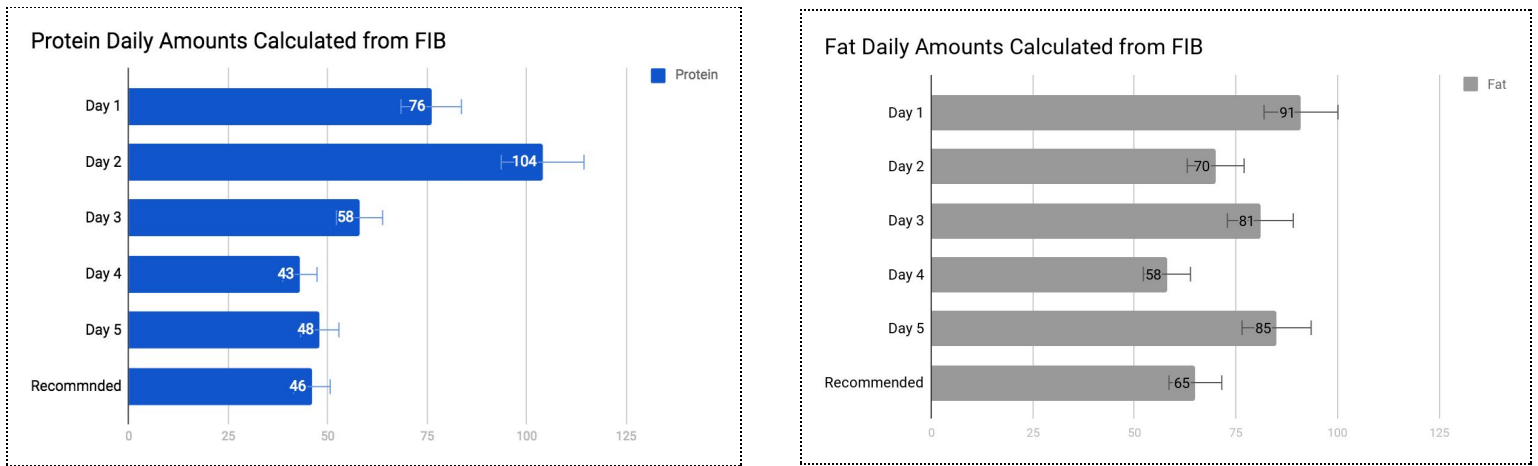 Protein Daily Amounts Calculated from FIB
Protein
Day 1
76
Day 2
104
Day 3
58
Day 4
43
Day 5
48
Recommnded
46
0 25 50 75 100 125
Fat Daily Amounts Calculated from FIB
Fat
Day 1
91
Day 2
70
Day 3
81
Day 4
58
Day 5
85
Recommended
65
0 25 50 75 100 125